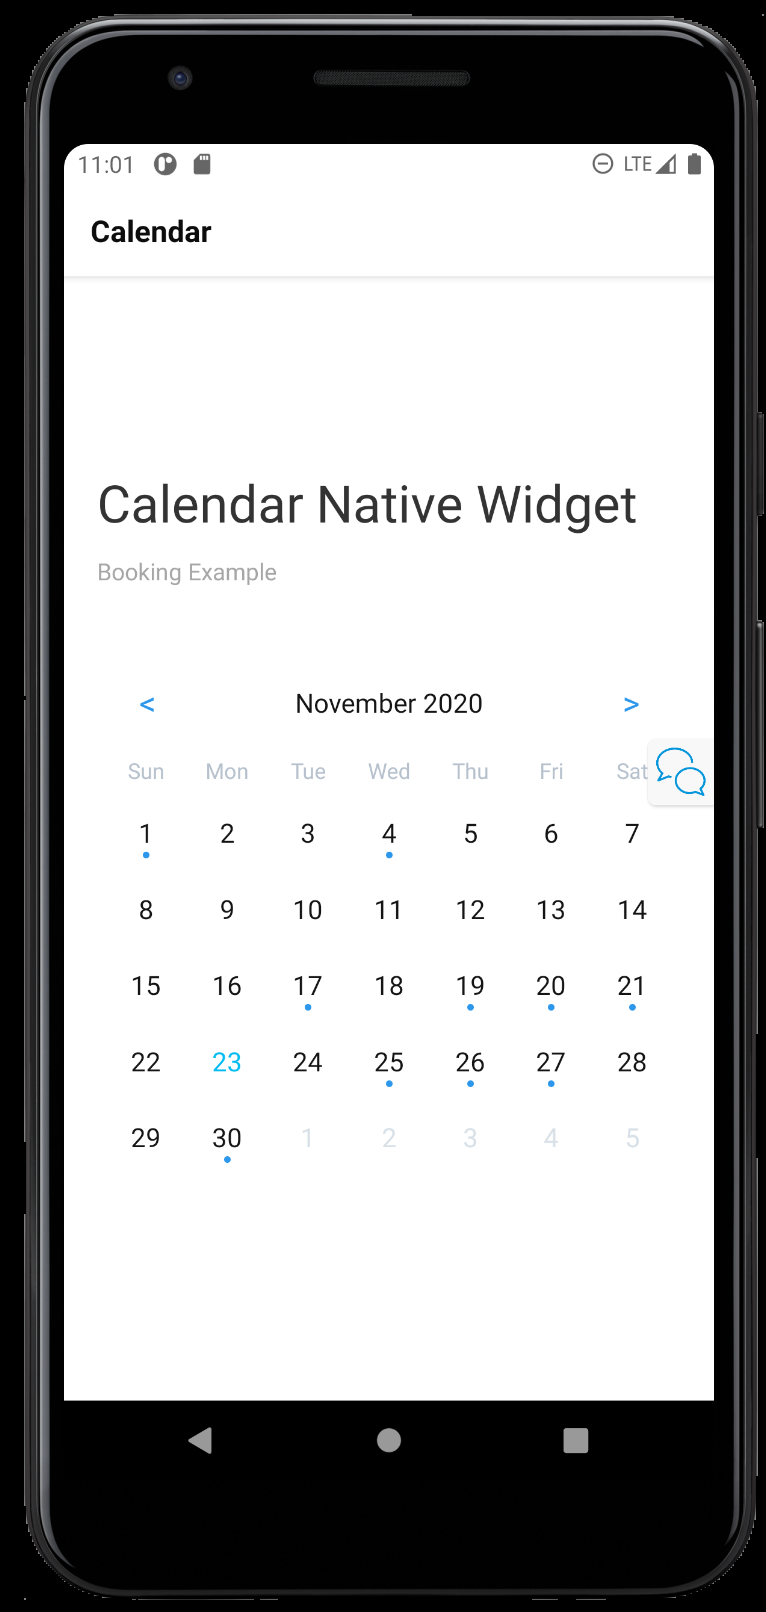 11:01 LTE
Calendar
Calendar Native Widget
Booking Example
< November 2020 >
Sun Mon Tue Wed Thu Fri Sat
1 2 3 4 5 6 7
8 9 10 11 12 13 14
15 16 17 18 19 20 21
22 23 24 25 26 27 28
29 30 1 2 3 4 5